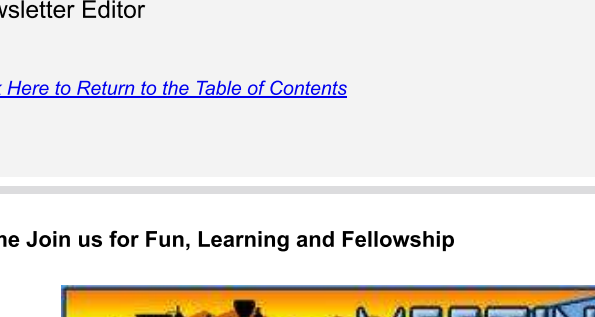 wsletter Editor
Here to Return to the Table of Contents
ne Join us for Fun, Learning and Fellowship